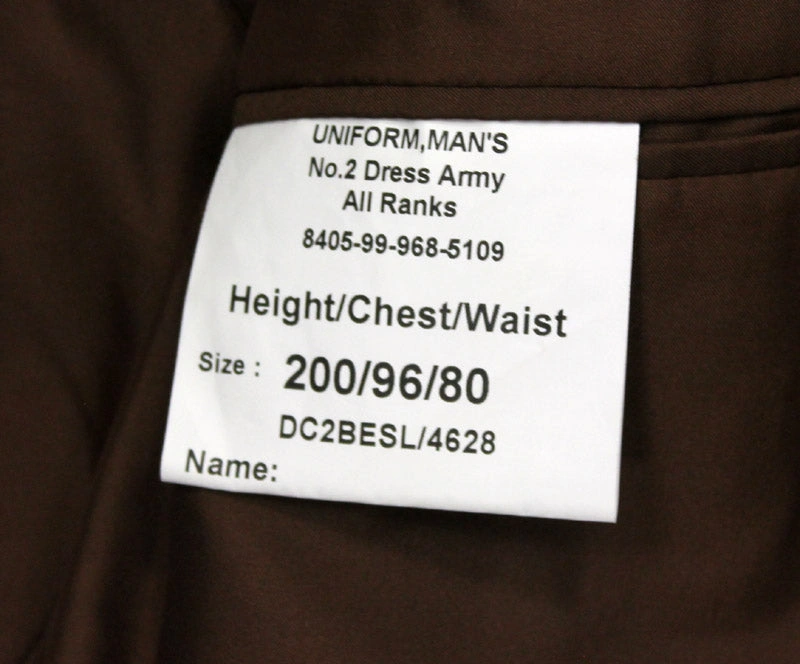 UNIFORM,MAN'S
No.2 Dress Army
All Ranks
8405-99-968-5109
Height/Chest/Waist
Size : 200/96/80
DC2BESL/4628
Name: